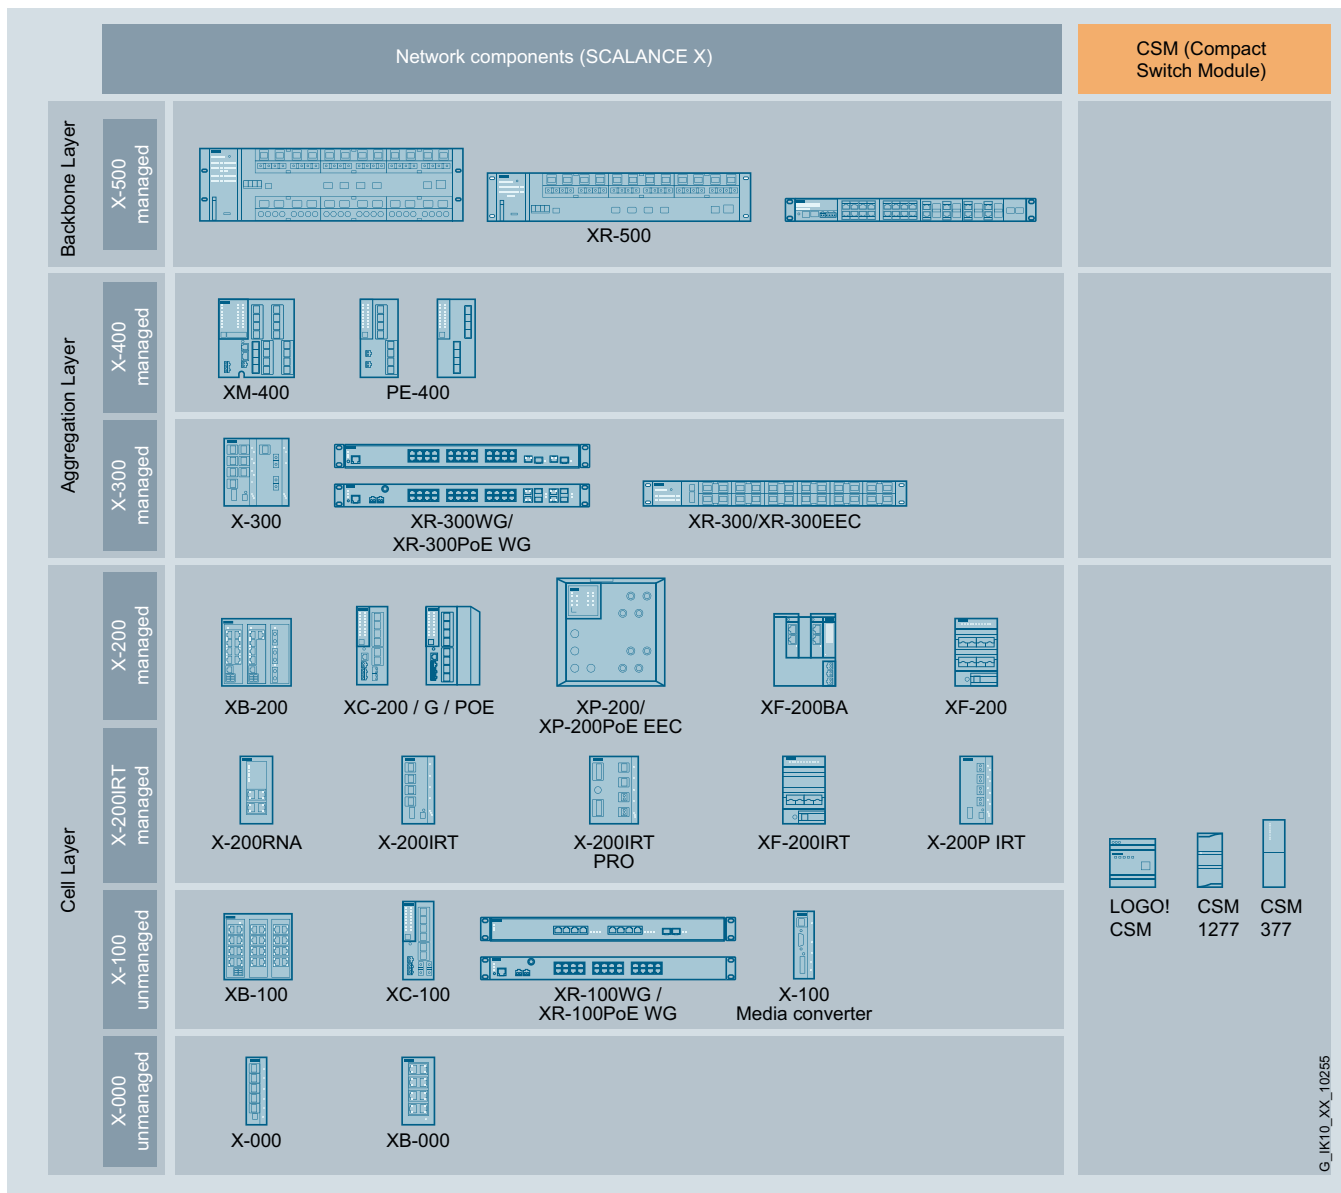 Network components (SCALANCE X)
CSM (Compact
Switch Module)
Backbone Layer
X-500
managed
XR-500
Aggregation Layer
X-400
managed
XM-400
PE-400
X-300
managed
X-300
XR-300WG/
XR-300PoE WG
XR-300/XR-300EEC
Cell Layer
X-200
managed
XB-200
XC-200 / G / POE
XP-200/
XP-200PoE EEC
XF-200BA
XF-200
X-200IRT
managed
X-200RNA
X-200IRT
X-200IRT
PRO
XF-200IRT
X-200P IRT
X-100
unmanaged
XB-100
XC-100
XR-100WG /
XR-100PoE WG
X-100
Media converter
X-000
unmanaged
X-000
XB-000
LOGO!
CSM
CSM
1277
CSM
377
G_IK10_XX_10255